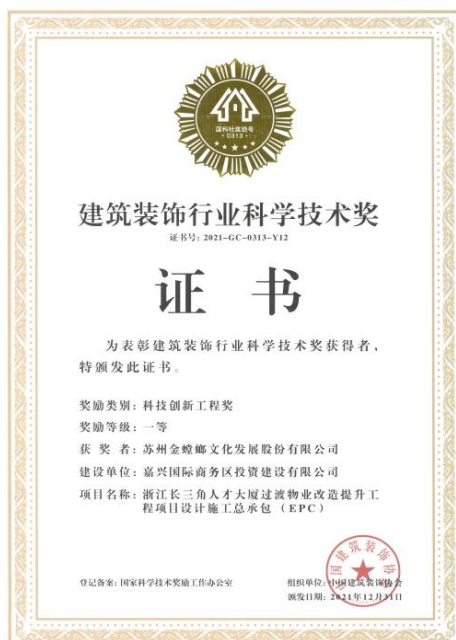 国科社奖励号
·0313·
建筑装饰行业科学技术奖
证书号：2021-GC-0313-Y12
证 书
为表彰建筑装饰行业科学技术奖获得者，
特颁发此证书。
奖励类别：科技创新工程奖
奖励等级：一等
获 奖 者：苏州金螳螂文化发展股份有限公司
建设单位：嘉兴国际商务区投资建设有限公司
项目名称：浙江长三角人才大厦过渡物业改造提升工
程项目设计施工总承包（EPC）
登记备案：国家科学技术奖励工作办公室
组织单位：中国建筑装饰协会
颁发日期：2021年12月31日
中国建筑装饰协会